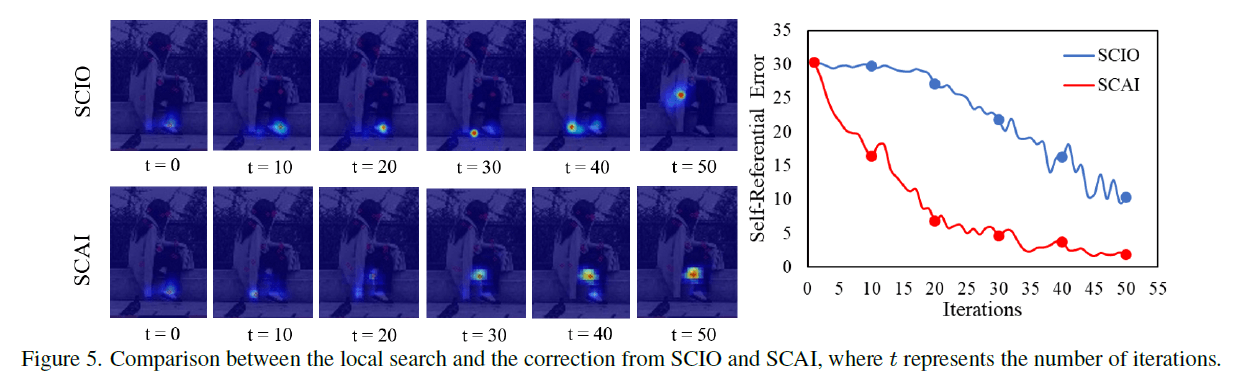 SCIO
t = 0
t = 10
t = 20
t = 30
t = 40
t = 50
SCAI
t = 0
t = 10
t = 20
t = 30
t = 40
t = 50
Self-Referential Error
35
30
25
20
15
10
5
0
SCIO
SCAI
0 5 10 15 20 25 30 35 40 45 50 55
Iterations
Figure 5. Comparison between the local search and the correction from SCIO and SCAI, where t represents the number of iterations.